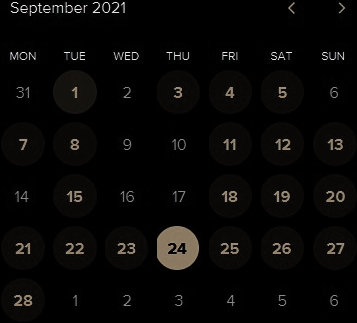 September 2021
MON TUE WED THU FRI SAT SUN
31 1 2 3 4 5 6
7 8 9 10 11 12 13
14 15 16 17 18 19 20
21 22 23 24 25 26 27
28 1 2 3 4 5 6